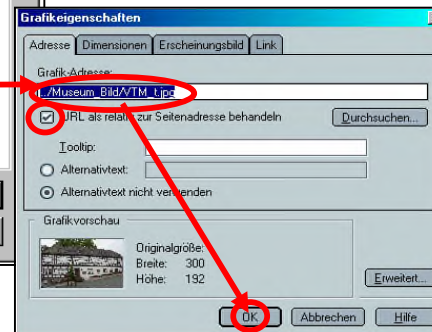 Grafikeigenschaften
Adresse Dimensionen Erscheinungsbild Link
Grafik-Adresse:
../Museum_Bild/VTM_t.jpg
URL als relativ zur Seitenadresse behandeln Durchsuchen...
Tooltip:
Alternativtext:
Alternativtext nicht verwenden
Grafikvorschau
Originalgröße:
Breite: 300
Höhe: 192
Erweitert...
OK Abbrechen Hilfe